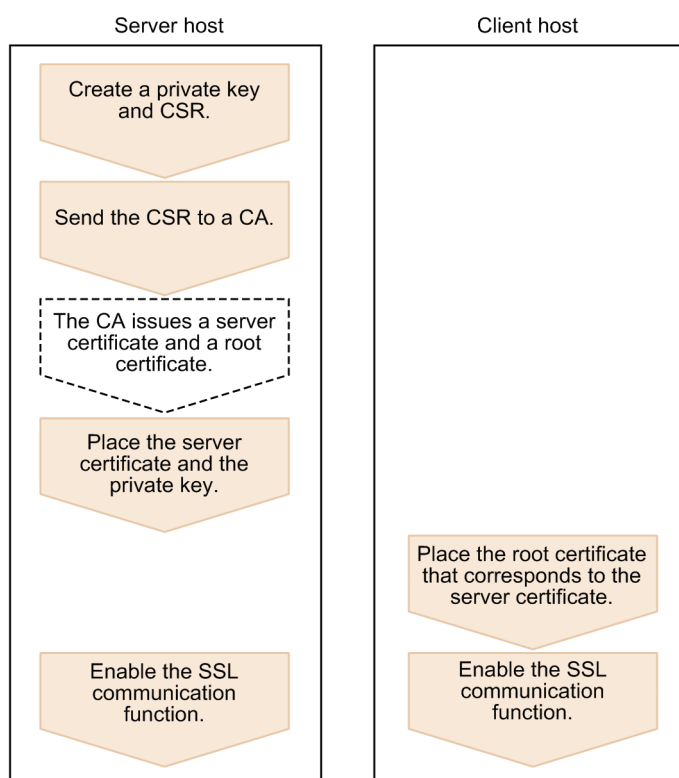 Server host
Client host
Create a private key
and CSR.
Send the CSR to a CA.
The CA issues a server
certificate and a root
certificate.
Place the server
certificate and the
private key.
Place the root certificate
that corresponds to the
server certificate.
Enable the SSL
communication
function.
Enable the SSL
communication
function.